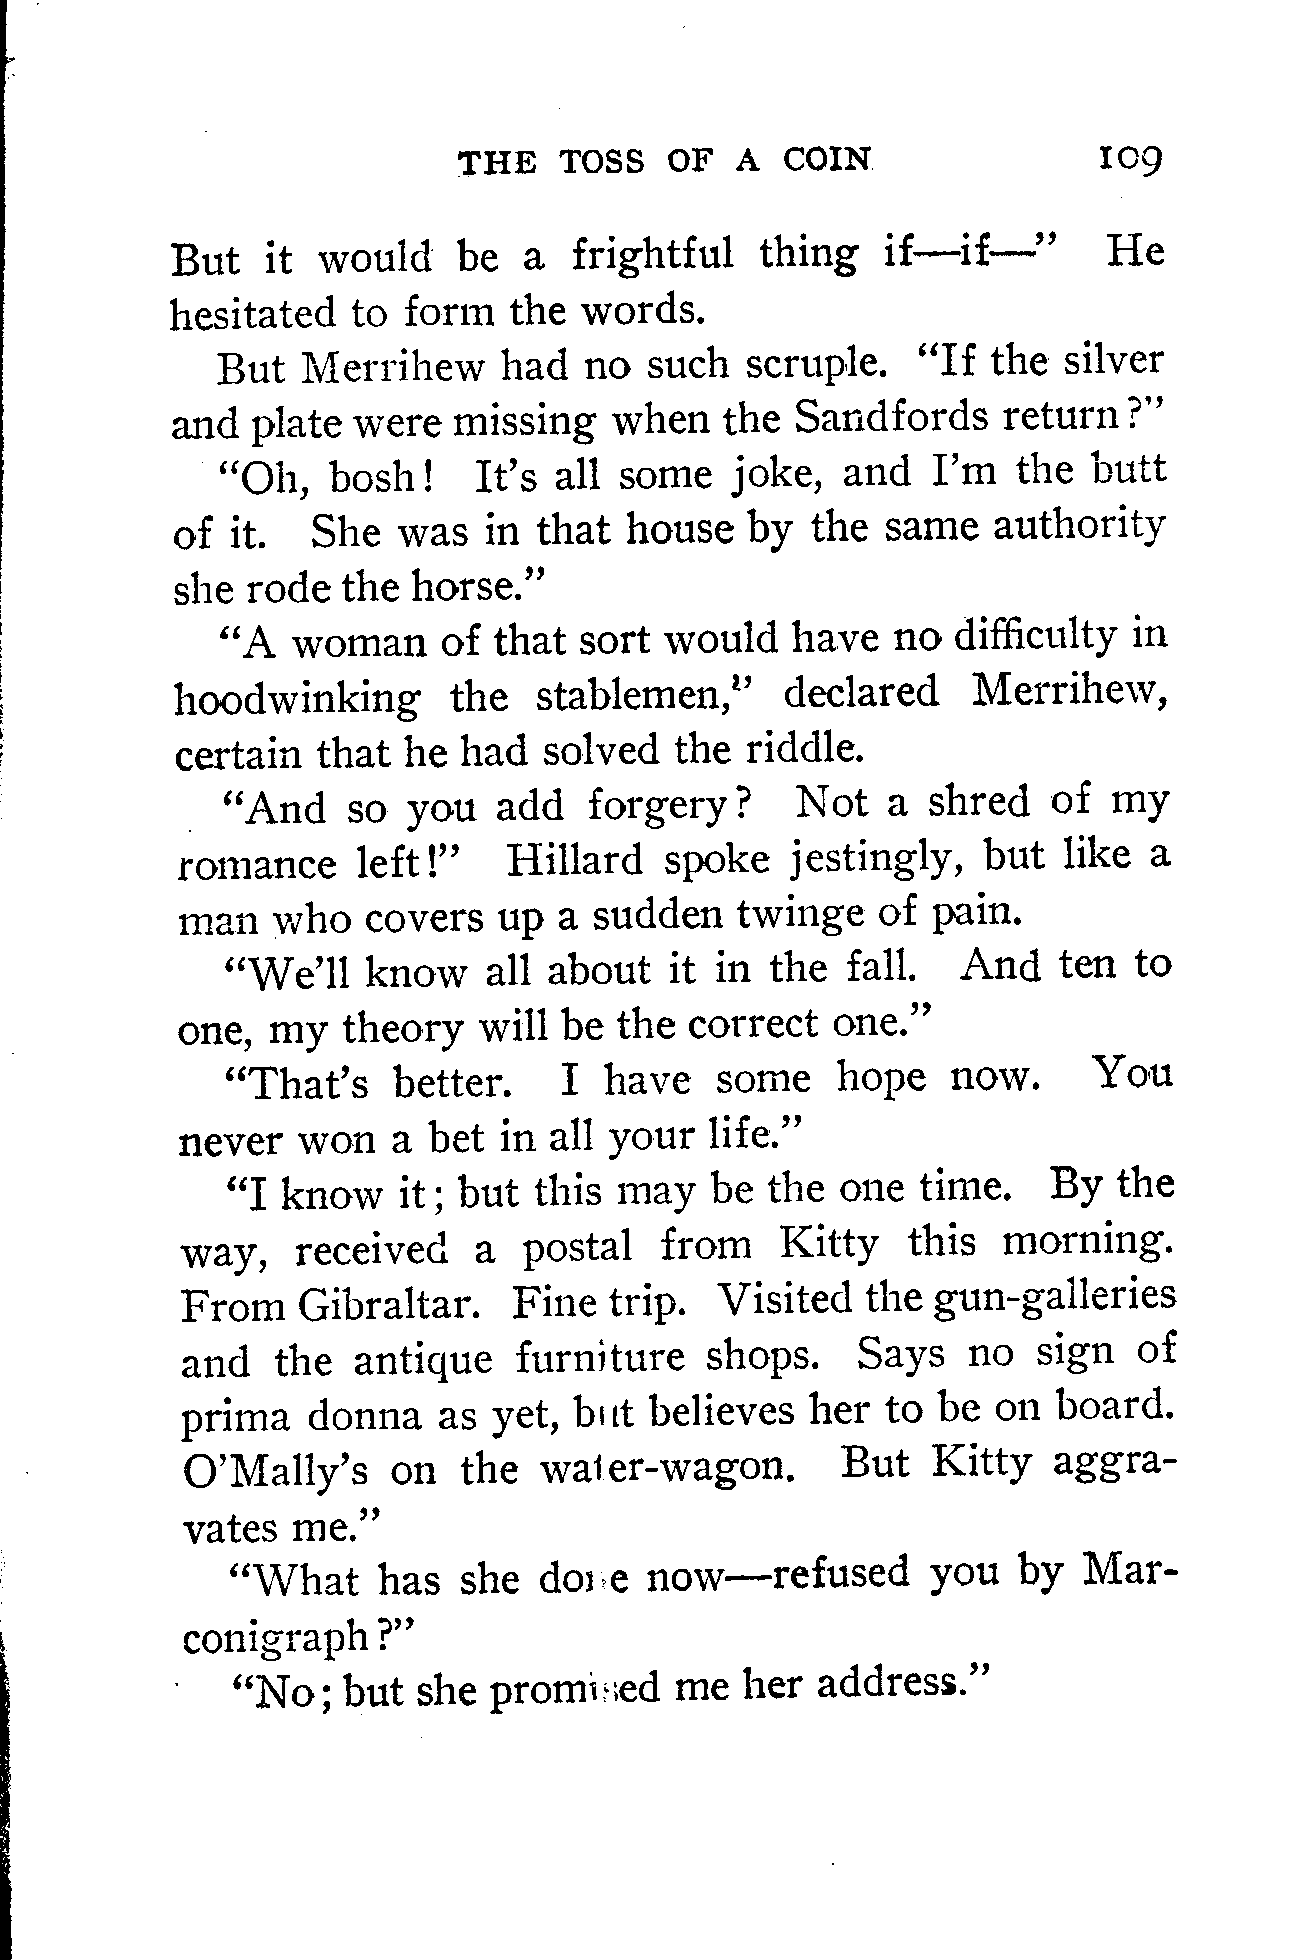 THE TOSS OF A COIN 109
But it would be a frightful thing if—if—” He
hesitated to form the words.
But Merrihew had no such scruple. “If the silver
and plate were missing when the Sandfords return?”
“Oh, bosh! It’s all some joke, and I’m the butt
of it. She was in that house by the same authority
she rode the horse.”
“A woman of that sort would have no difficulty in
hoodwinking the stablemen,” declared Merrihew,
certain that he had solved the riddle.
“And so you add forgery? Not a shred of my
romance left!” Hillard spoke jestingly, but like a
man who covers up a sudden twinge of pain.
“We’ll know all about it in the fall. And ten to
one, my theory will be the correct one.”
“That’s better. I have some hope now. You
never won a bet in all your life.”
“I know it; but this may be the one time. By the
way, received a postal from Kitty this morning.
From Gibraltar. Fine trip. Visited the gun-galleries
and the antique furniture shops. Says no sign of
prima donna as yet, but believes her to be on board.
O’Mally’s on the water-wagon. But Kitty aggra-
vates me.”
“What has she done now—refused you by Mar-
conigraph?”
“No; but she promised me her address.”